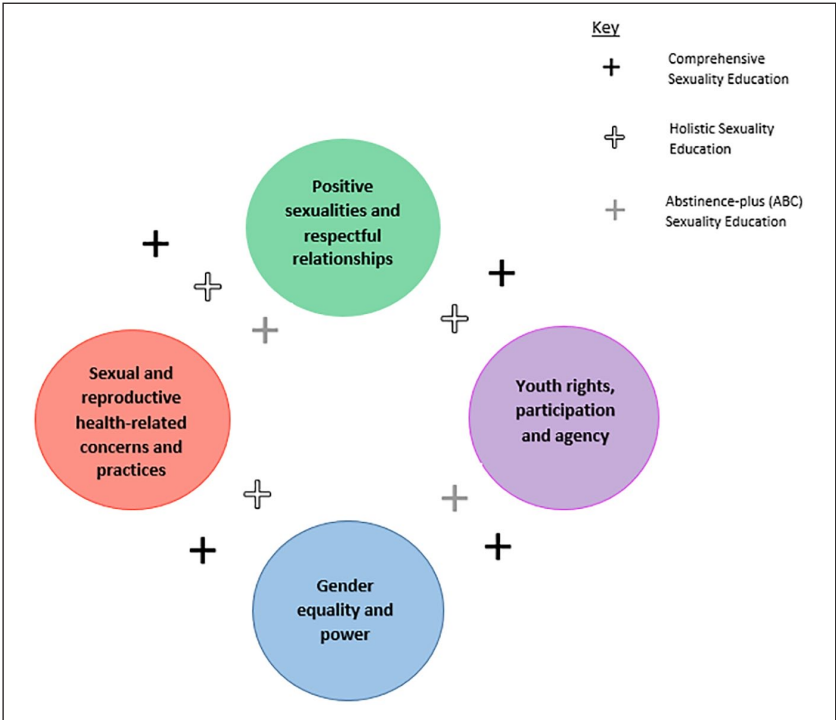 Key
Comprehensive
Sexuality Education
Holistic Sexuality
Education
Abstinence-plus (ABC)
Sexuality Education
Positive
sexualities and
respectful
relationships
Sexual and
reproductive
health-related
concerns and
practices
Youth rights,
participation
and agency
Gender
equality and
power